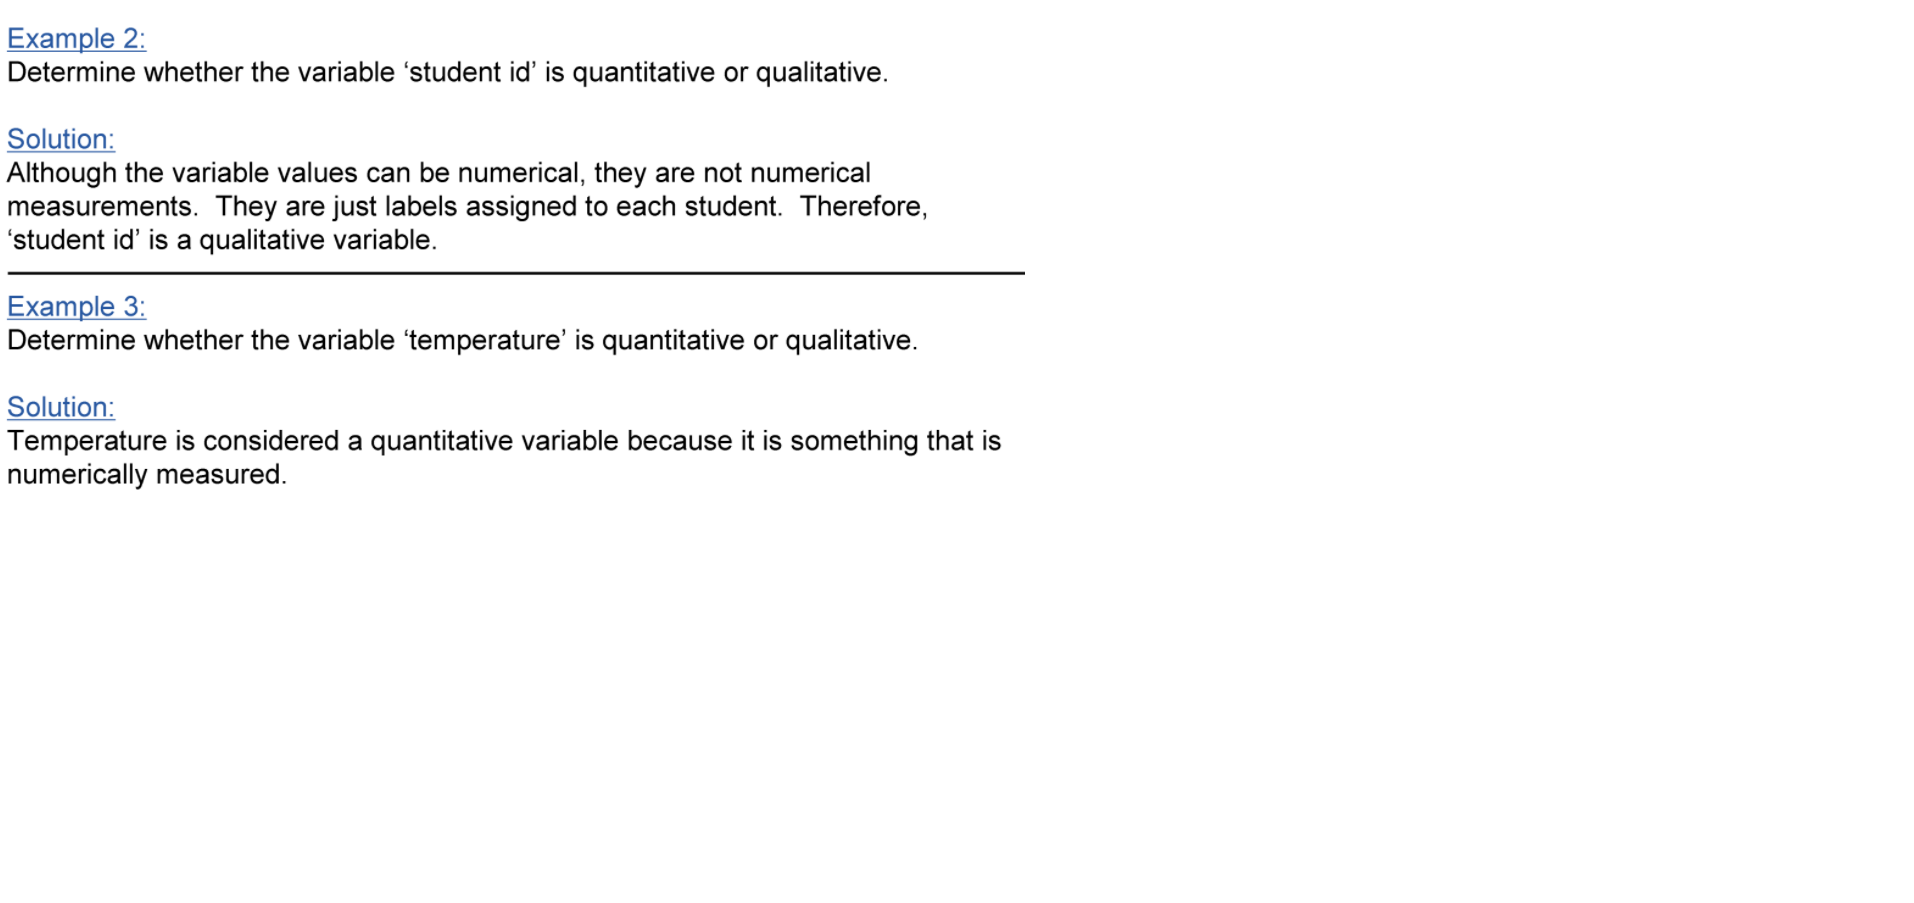 Example 2:
Determine whether the variable ‘student id’ is quantitative or qualitative.
Solution:
Although the variable values can be numerical, they are not numerical
measurements.  They are just labels assigned to each student.  Therefore,
‘student id’ is a qualitative variable.
Example 3:
Determine whether the variable ‘temperature’ is quantitative or qualitative.
Solution:
Temperature is considered a quantitative variable because it is something that is
numerically measured.